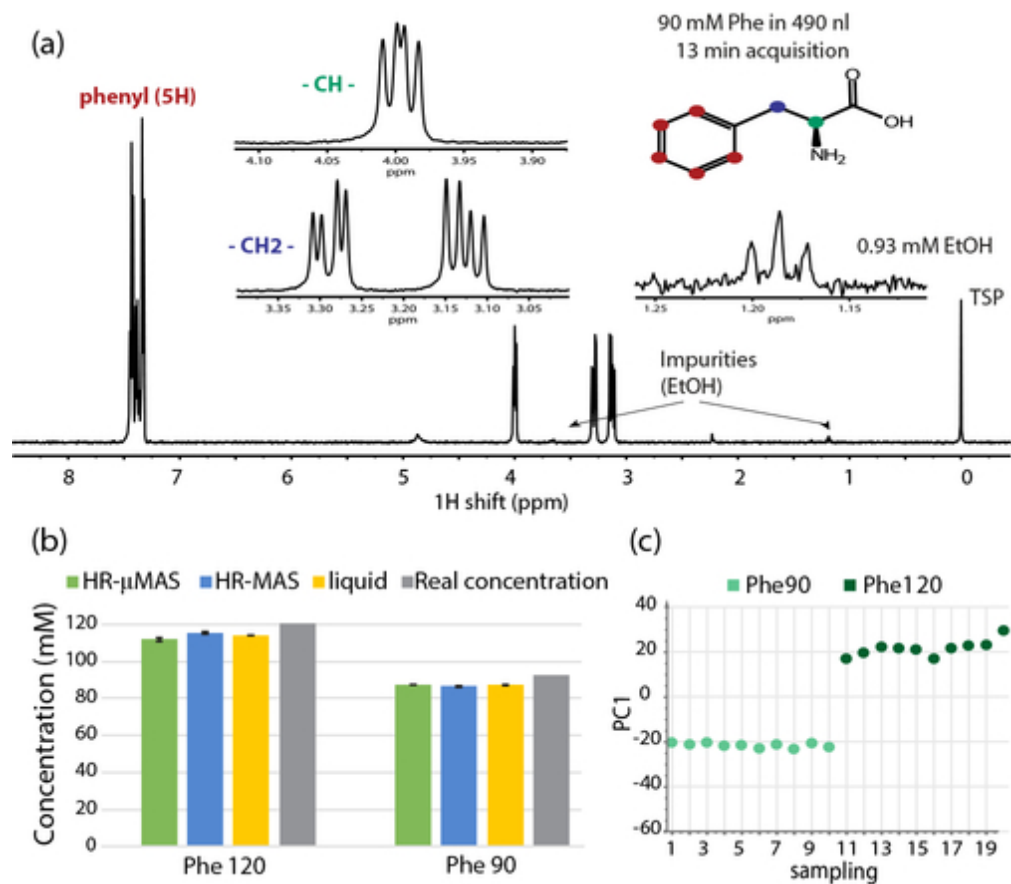 (a)
90 mM Phe in 490 nl
13 min acquisition
phenyl (5H)
- CH -
O
OH
NH2
4.10 4.05 4.00 3.95 3.90
ppm
- CH2 -
3.35 3.30 3.25 3.20 3.15 3.10 3.05
ppm
0.93 mM EtOH
1.25 1.20 1.15
ppm
TSP
Impurities
(EtOH)
8 7 6 5 4 3 2 1 0
1H shift (ppm)
(b)
HR-μMAS HR-MAS liquid Real concentration
Concentration (mM)
120
100
80
60
40
20
0
Phe 120 Phe 90
(c)
Phe90 Phe120
PC1
40
20
0
-20
-40
-60
1 3 5 7 9 11 13 15 17 19
sampling